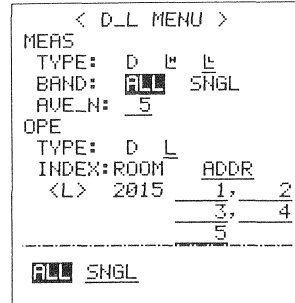 < D_L MENU >
MEAS
TYPE: D L" L
BAND: ALL SNGL
AVE_N: 5
OPE
TYPE: D L
INDEX:ROOM ADDR
<L> 2015 1, 2
3, 4
5
ALL SNGL